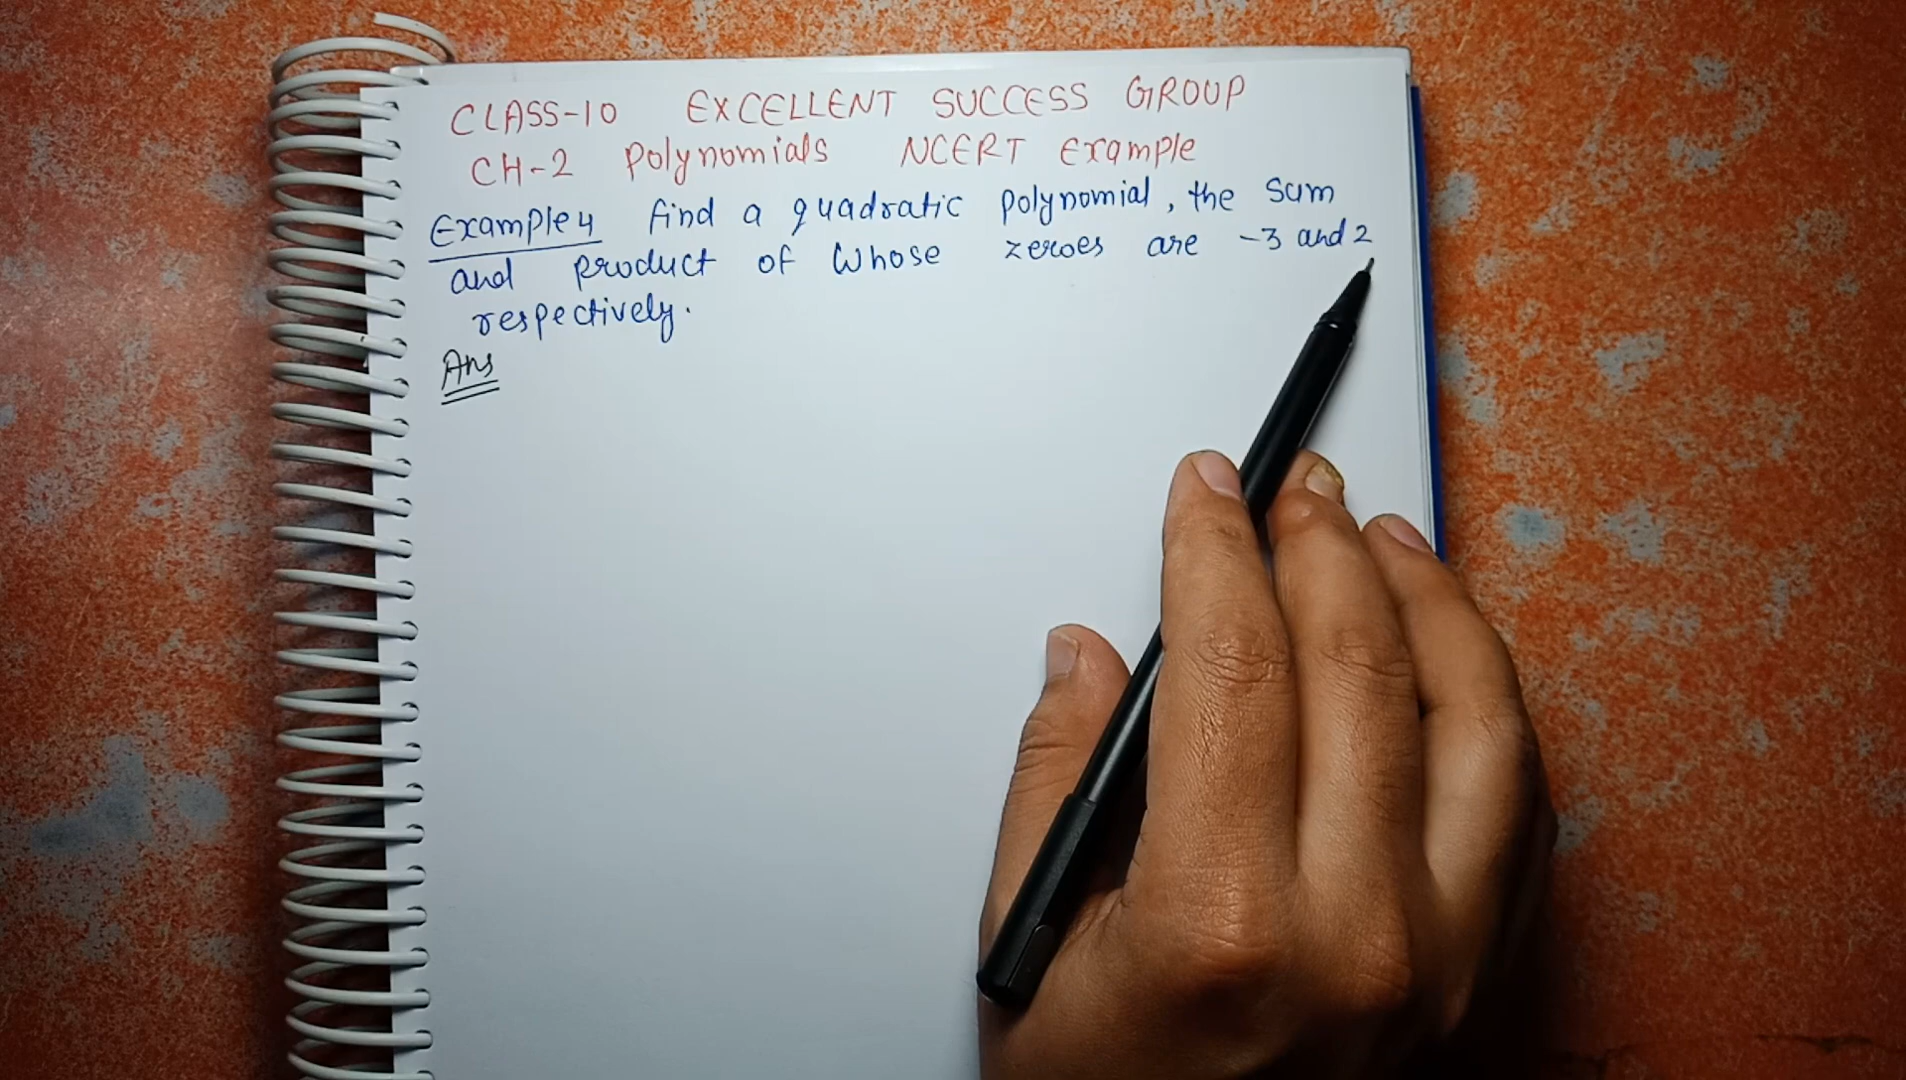 CLASS-10 EXCELLENT SUCCESS GROUP
CH-2 Polynomials NCERT Example
Example 4 find a quadratic polynomial, the sum
and product of whose zeroes are -3 and 2
respectively.
Ans